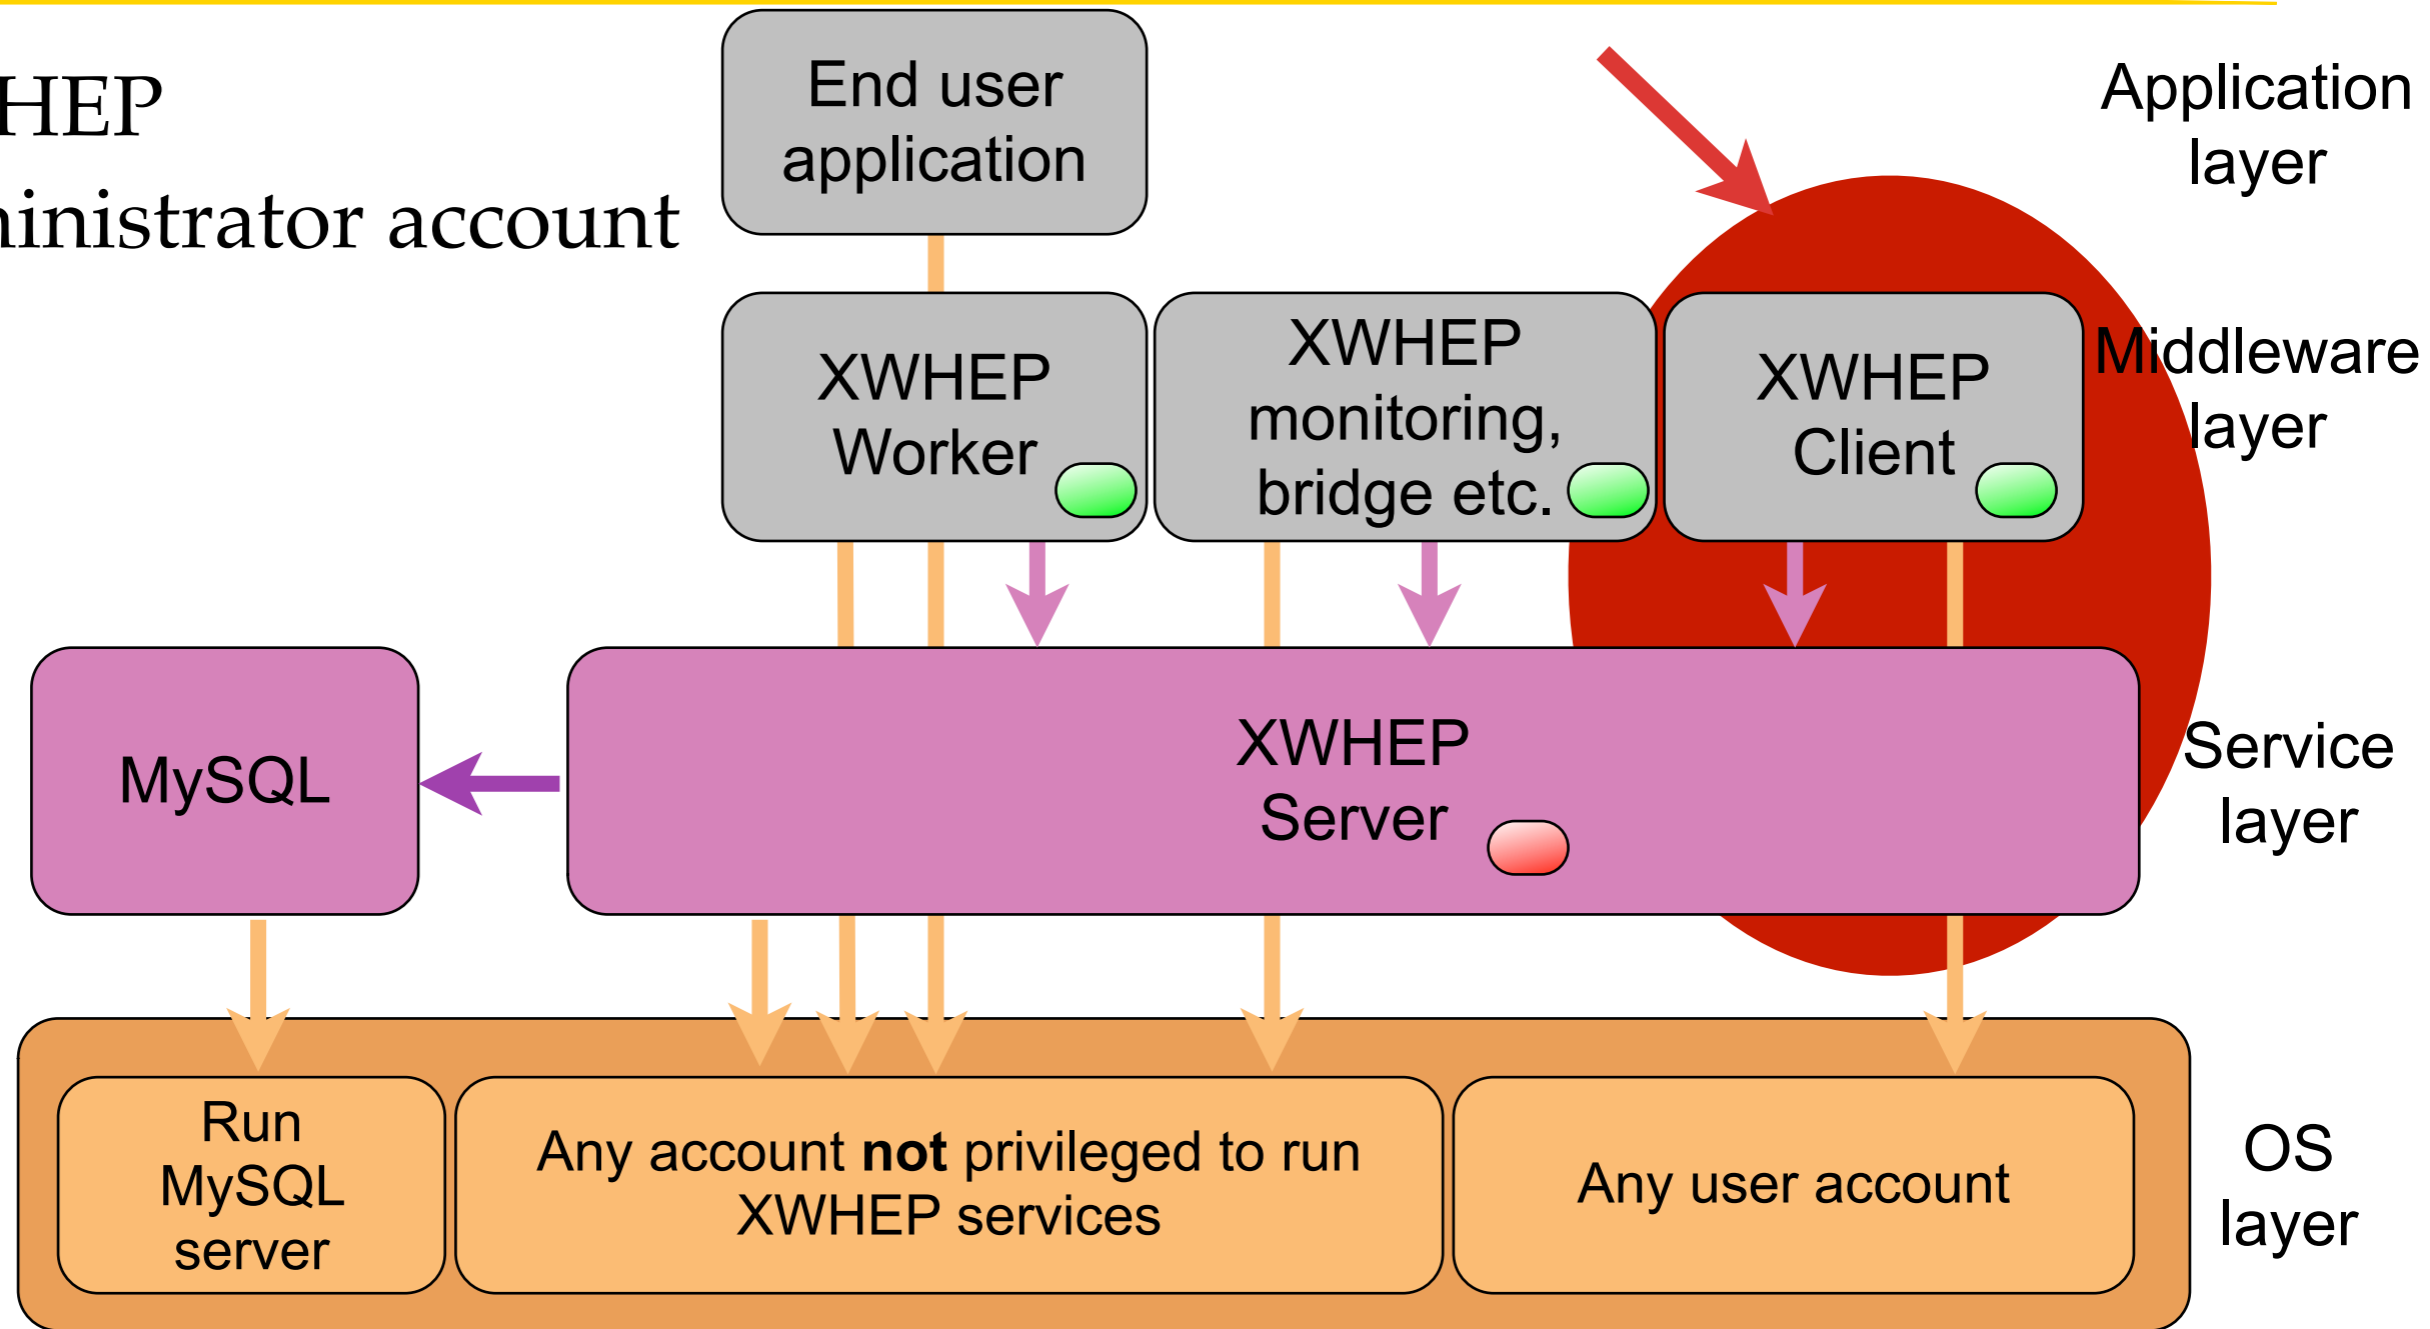 HEP
ministrator account
End user
application
Application
layer
XWHEP
Worker
XWHEP
monitoring,
bridge etc.
XWHEP
Client
Middleware
layer
MySQL
XWHEP
Server
Service
layer
Run
MySQL
server
Any account not privileged to run
XWHEP services
Any user account
OS
layer